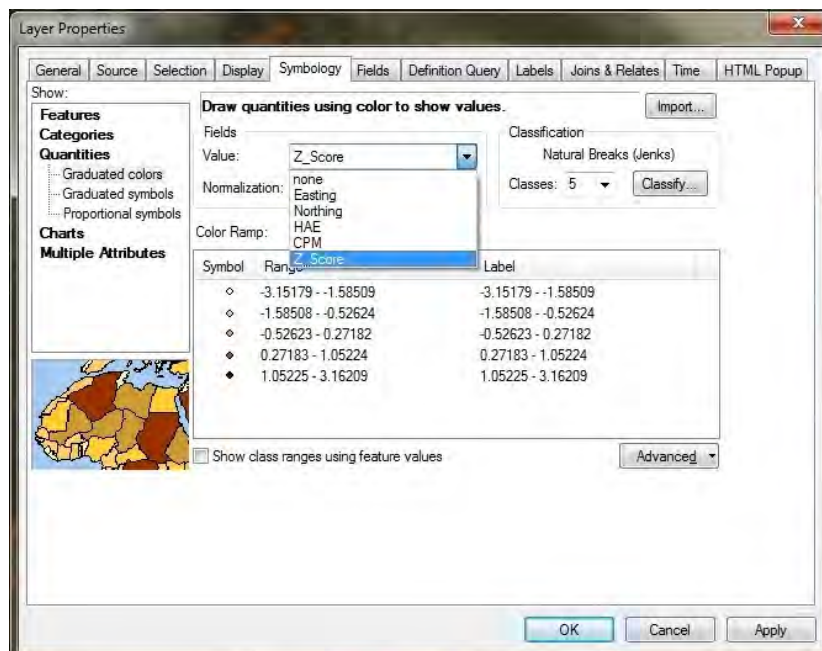 Layer Properties
General Source Selection Display Symbology Fields Definition Query Labels Joins & Relates Time HTML Popup
Show:
Features
Categories
Quantities
Graduated colors
Graduated symbols
Proportional symbols
Charts
Multiple Attributes
Draw quantities using color to show values.
Import...
Fields
Value: Z_Score
Normalization:
none
Easting
Northing
HAE
CPM
Z_Score
Classification
Natural Breaks (Jenks)
Classes: 5 Classify...
Color Ramp:
Symbol Range Label
-3.15179 - -1.58509 -3.15179 - -1.58509
-1.58508 - -0.52624 -1.58508 - -0.52624
-0.52623 - 0.27182 -0.52623 - 0.27182
0.27183 - 1.05224 0.27183 - 1.05224
1.05225 - 3.16209 1.05225 - 3.16209
Show class ranges using feature values
Advanced
OK Cancel Apply